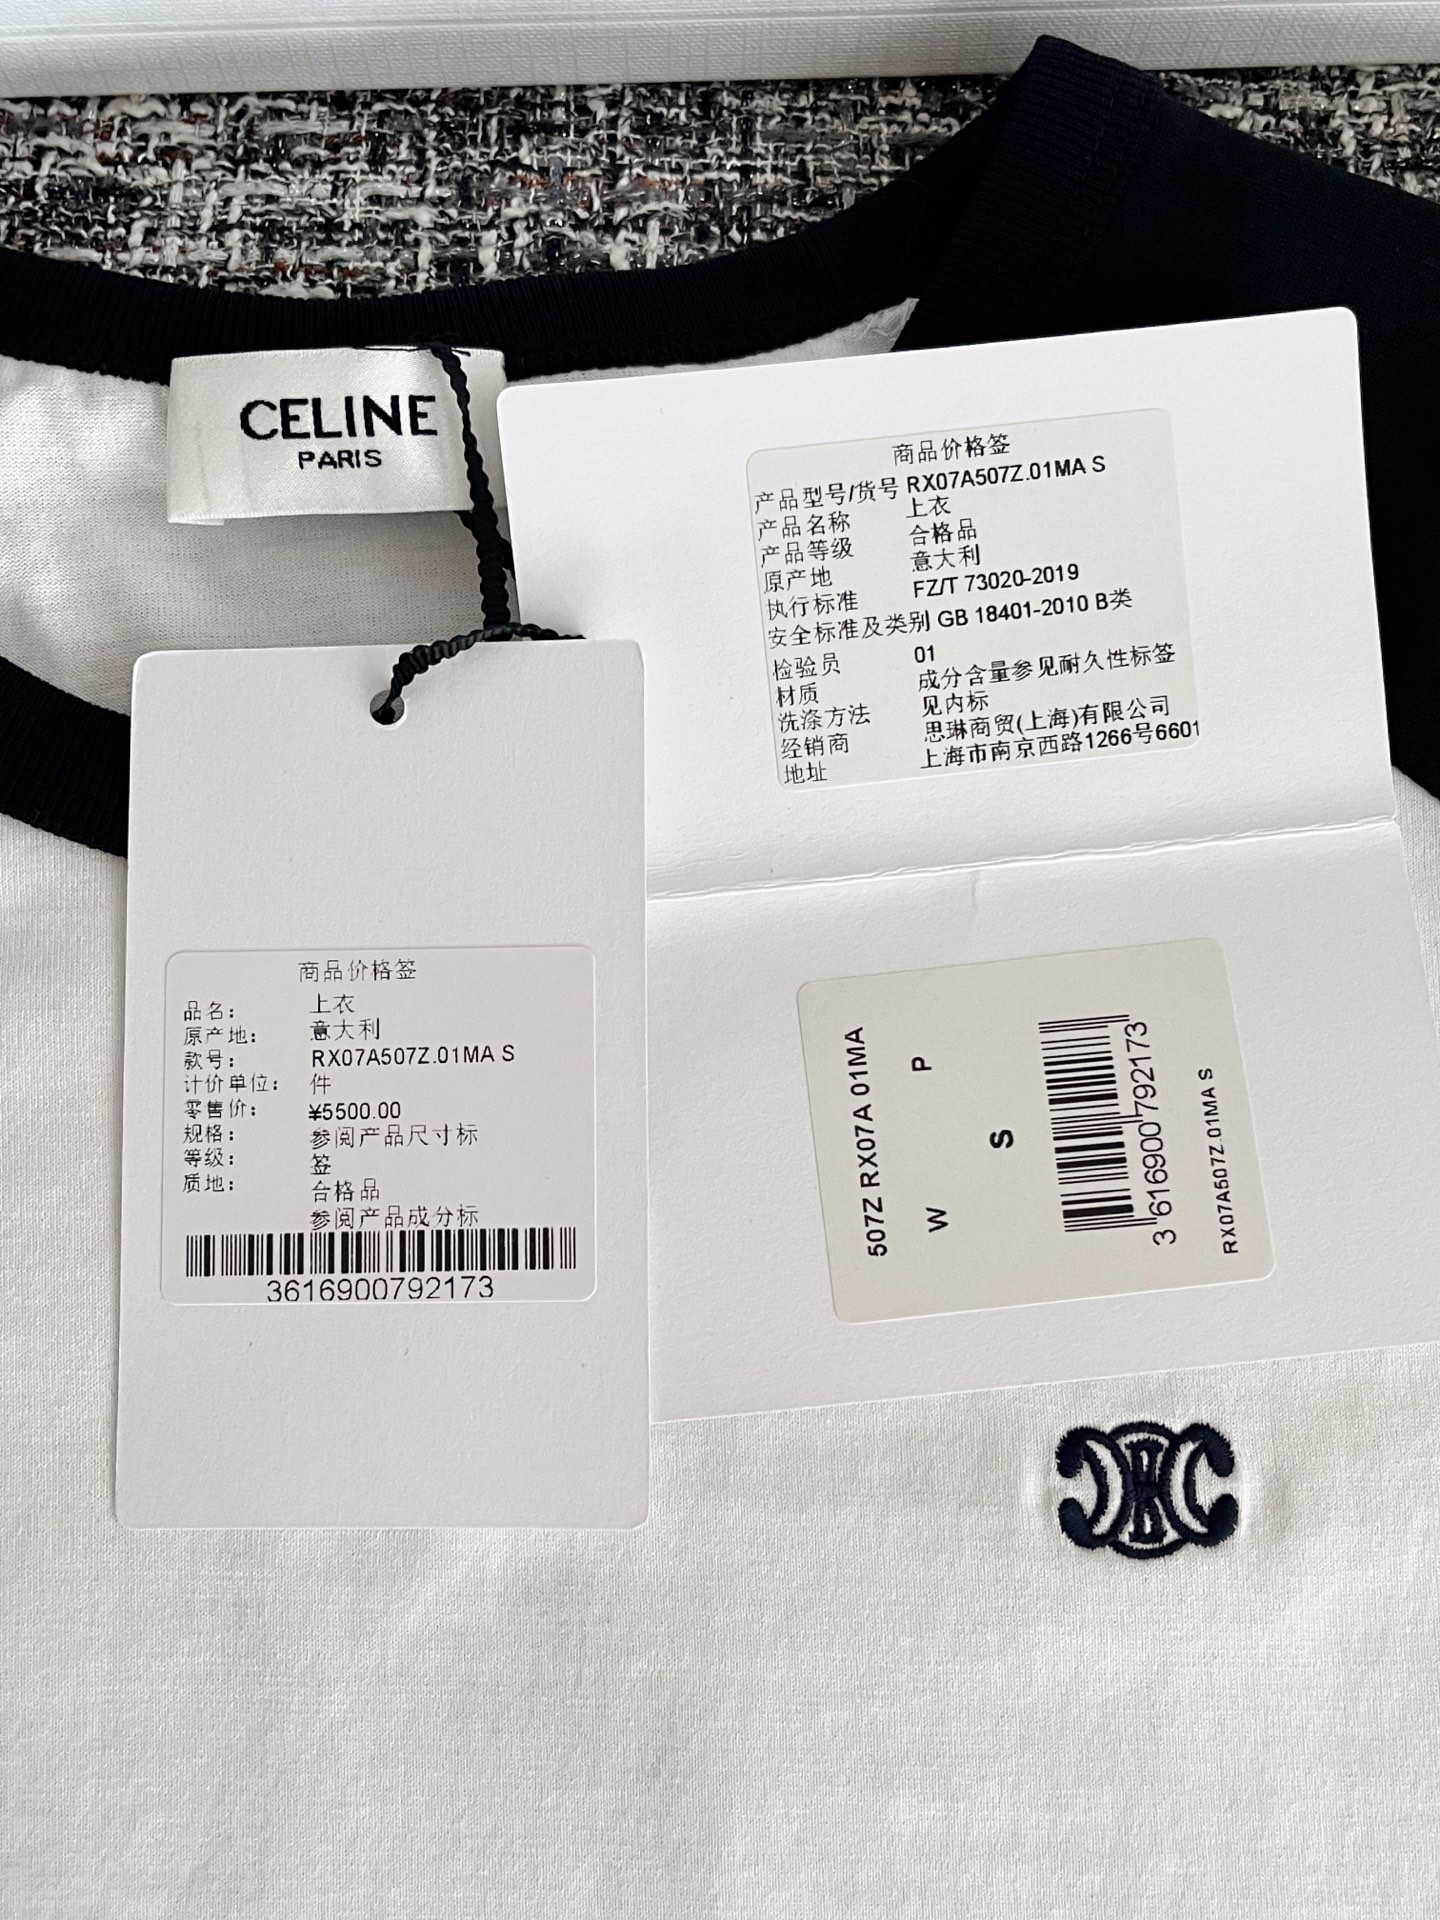 CELINE
PARIS
商品价格签
产品型号/货号 RX07A507Z.01MA S
产品名称 上衣
产品等级 合格品
原产地 意大利
执行标准 FZ/T 73020-2019
安全标准及类别 GB 18401-2010 B类
检验员 01
材质 成分含量参见耐久性标签
洗涤方法 见内标
经销商 思琳商贸(上海)有限公司
地址 上海市南京西路1266号6601
商品价格签
品名: 上衣
原产地: 意大利
款号: RX07A507Z.01MA S
计价单位: 件
零售价: ¥5500.00
规格: 参阅产品尺寸标
等级: 签
质地: 合格品
参阅产品成分标
3616900792173
507Z RX07A 01MA
W P
S
3 616900 792173
RX07A507Z.01MA S